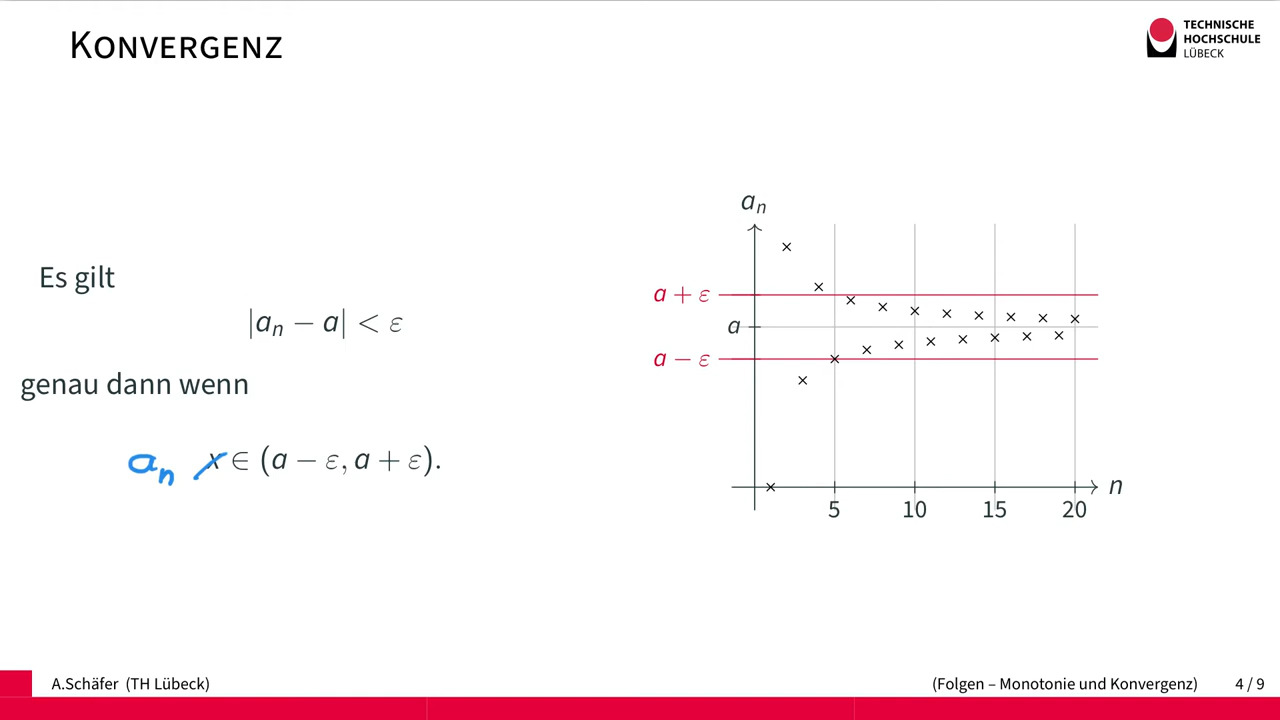 KONVERGENZ
TECHNISCHE
HOCHSCHULE
LÜBECK
Es gilt
|aₙ − a| < ε
genau dann wenn
aₙ x ∈ (a − ε, a + ε).
aₙ
a + ε
a
a − ε
n
5 10 15 20
A.Schäfer (TH Lübeck)
(Folgen – Monotonie und Konvergenz) 4 / 9